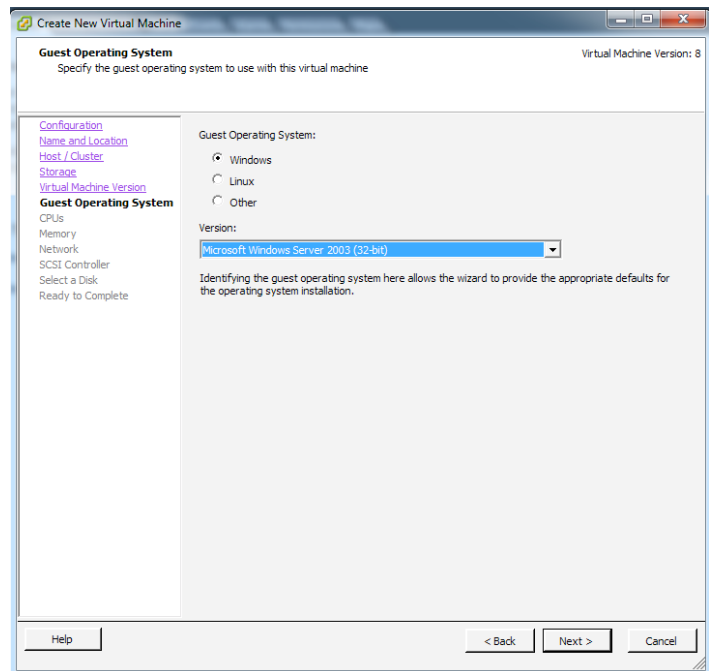 Create New Virtual Machine
Guest Operating System
Specify the guest operating system to use with this virtual machine
Virtual Machine Version: 8
Configuration
Name and Location
Host / Cluster
Storage
Virtual Machine Version
Guest Operating System
CPUs
Memory
Network
SCSI Controller
Select a Disk
Ready to Complete
Guest Operating System:
Windows
Linux
Other
Version:
Microsoft Windows Server 2003 (32-bit)
Identifying the guest operating system here allows the wizard to provide the appropriate defaults for
the operating system installation.
Help
< Back
Next >
Cancel